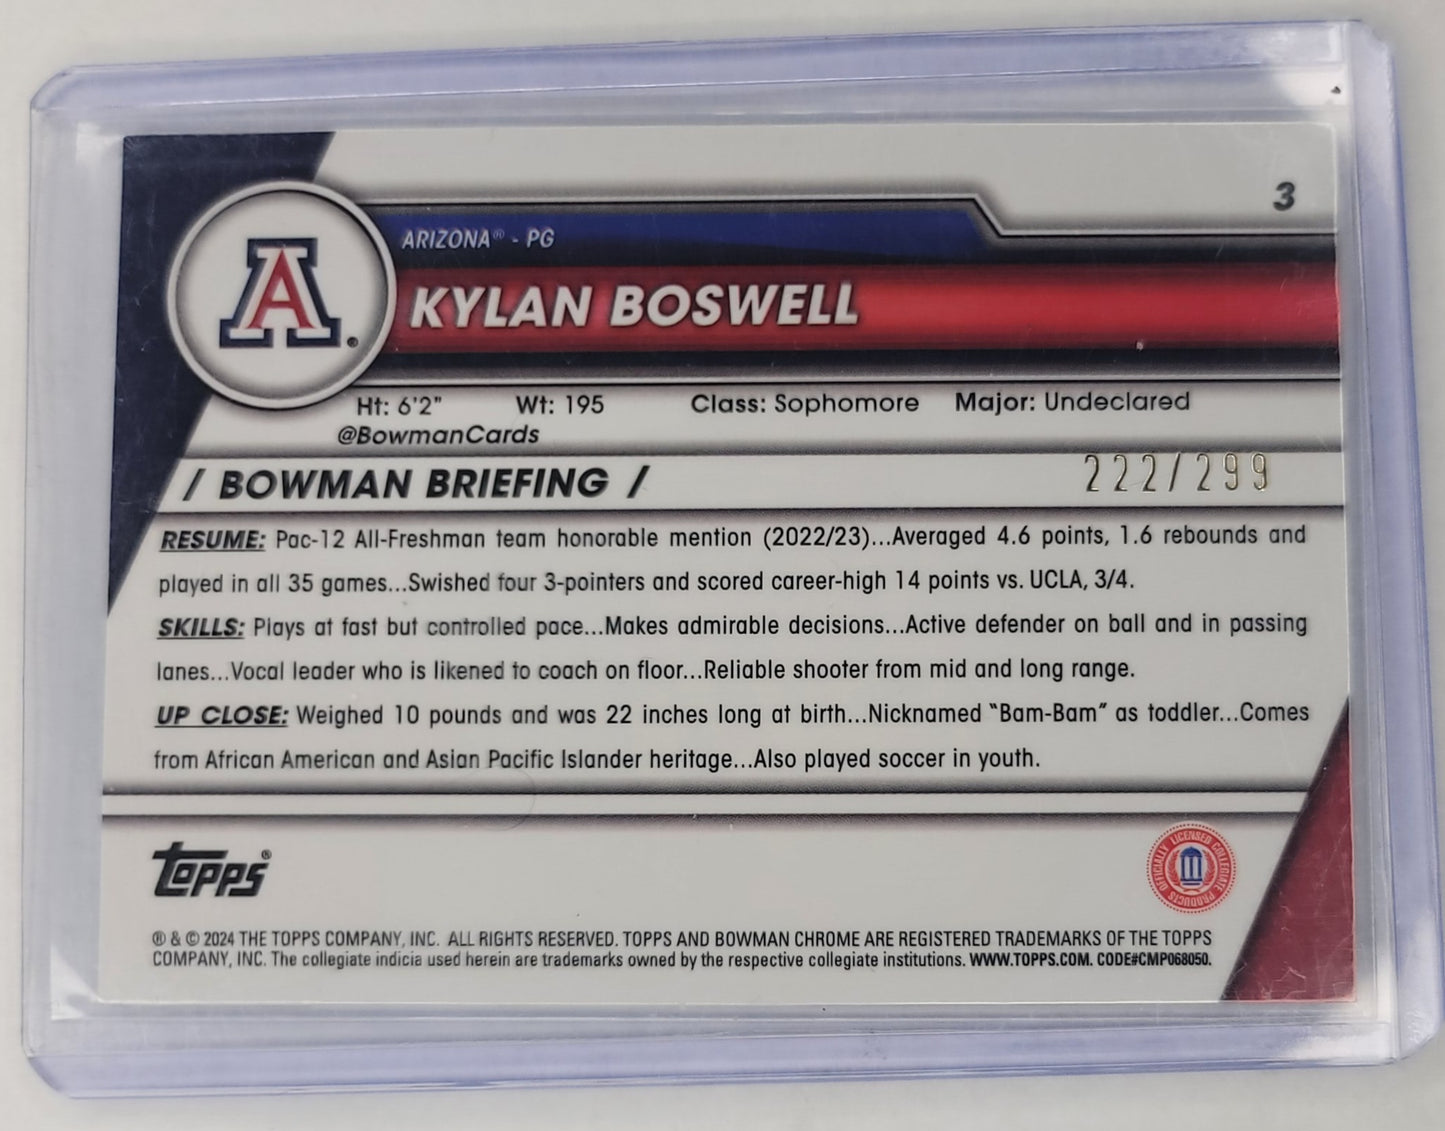 3
ARIZONA® - PG
A®
KYLAN BOSWELL
Ht: 6'2" Wt: 195 Class: Sophomore Major: Undeclared
@BowmanCards
/ BOWMAN BRIEFING / 222/299
RESUME: Pac-12 All-Freshman team honorable mention (2022/23)...Averaged 4.6 points, 1.6 rebounds and
played in all 35 games...Swished four 3-pointers and scored career-high 14 points vs. UCLA, 3/4.
SKILLS: Plays at fast but controlled pace...Makes admirable decisions...Active defender on ball and in passing
lanes...Vocal leader who is likened to coach on floor...Reliable shooter from mid and long range.
UP CLOSE: Weighed 10 pounds and was 22 inches long at birth...Nicknamed "Bam-Bam" as toddler...Comes
from African American and Asian Pacific Islander heritage...Also played soccer in youth.
Topps®
OFFICIALLY LICENSED COLLEGIATE PRODUCTS
® & © 2024 THE TOPPS COMPANY, INC. ALL RIGHTS RESERVED. TOPPS AND BOWMAN CHROME ARE REGISTERED TRADEMARKS OF THE TOPPS
COMPANY, INC. The collegiate indicia used herein are trademarks owned by the respective collegiate institutions. WWW.TOPPS.COM. CODE#CMP068050.